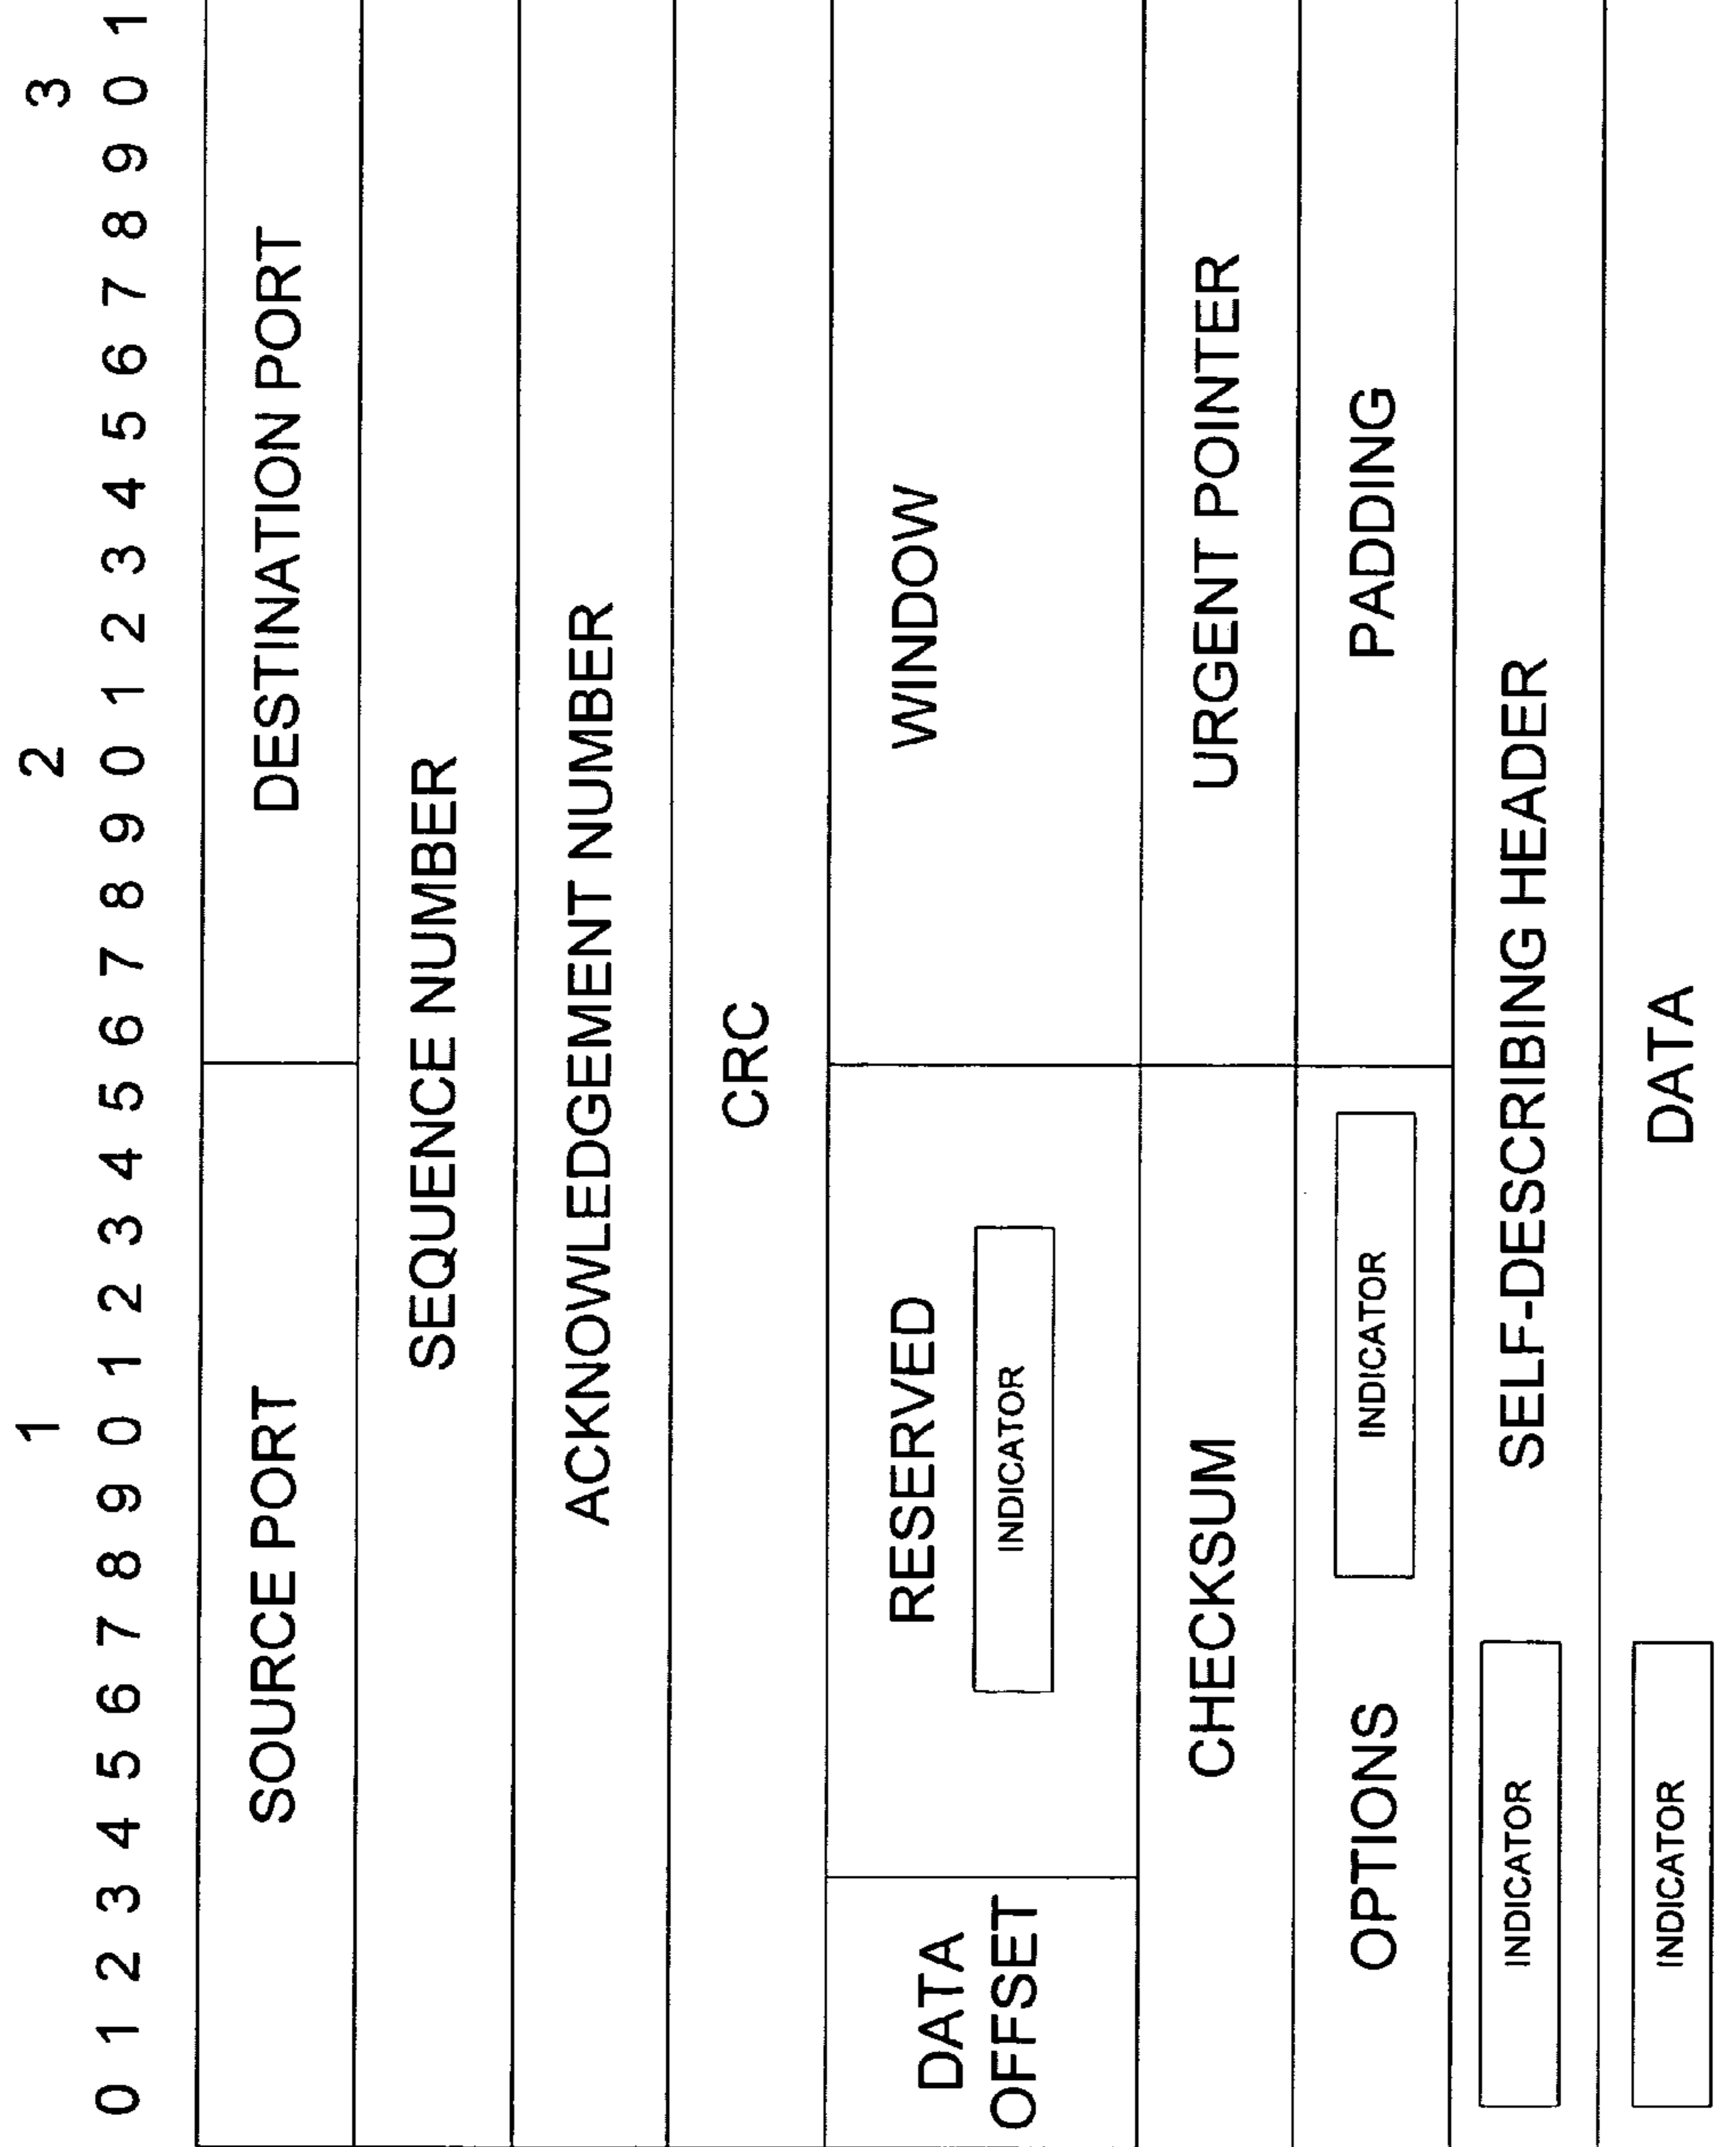 1 2 3
0 1 2 3 4 5 6 7 8 9 0 1 2 3 4 5 6 7 8 9 0 1 2 3 4 5 6 7 8 9 0 1
SOURCE PORT DESTINATION PORT
SEQUENCE NUMBER
ACKNOWLEDGEMENT NUMBER
CRC
DATA OFFSET
RESERVED
INDICATOR
WINDOW
CHECKSUM URGENT POINTER
OPTIONS INDICATOR PADDING
INDICATOR SELF-DESCRIBING HEADER
INDICATOR DATA